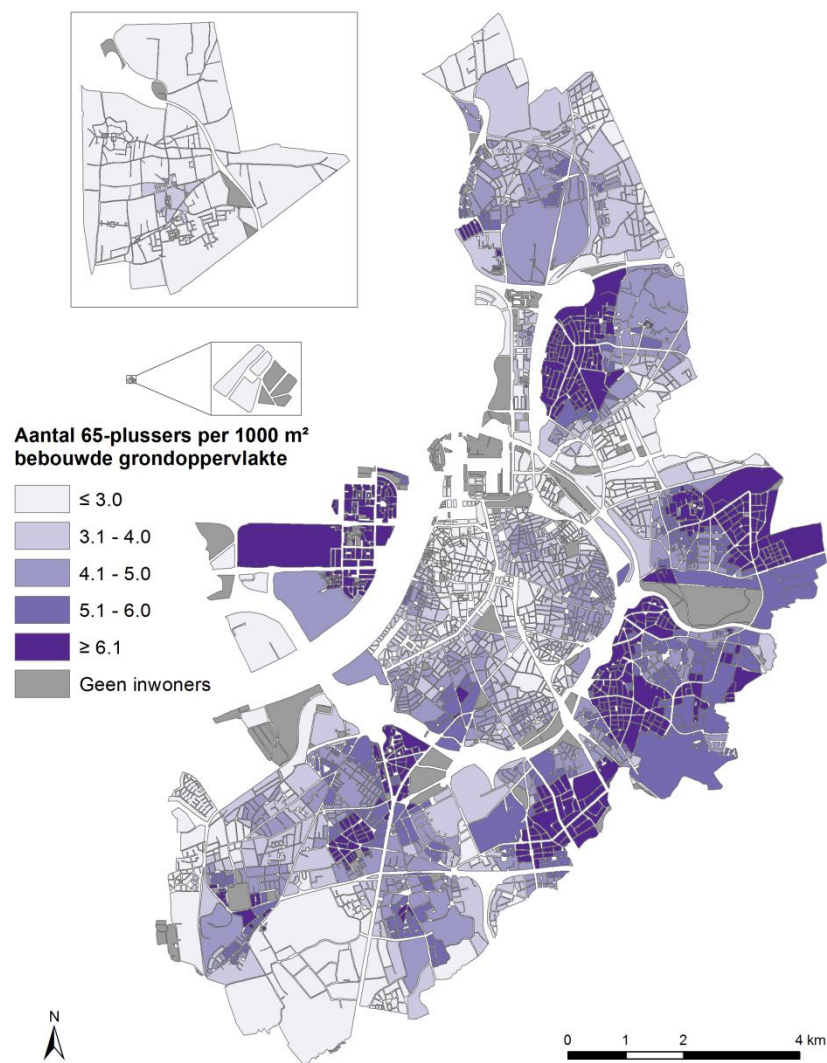 Aantal 65-plussers per 1000 m²
bebouwde grondoppervlakte
≤ 3.0
3.1 - 4.0
4.1 - 5.0
5.1 - 6.0
≥ 6.1
Geen inwoners
N
0 1 2 4 km